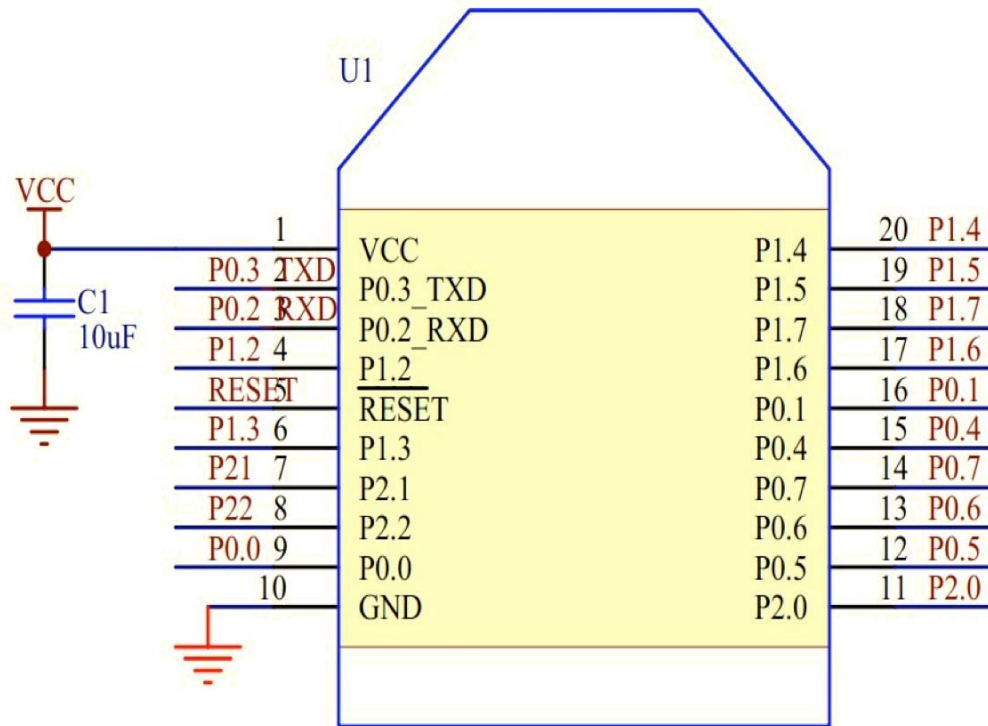 U1
VCC
C1
10uF
1 VCC P1.4 20 P1.4
P0.3_TXD 2 P0.3_TXD P1.5 19 P1.5
P0.2_RXD 3 P0.2_RXD P1.7 18 P1.7
P1.2 4 P1.2 P1.6 17 P1.6
RESET 5 RESET P0.1 16 P0.1
P1.3 6 P1.3 P0.4 15 P0.4
P21 7 P2.1 P0.7 14 P0.7
P22 8 P2.2 P0.6 13 P0.6
P0.0 9 P0.0 P0.5 12 P0.5
10 GND P2.0 11 P2.0